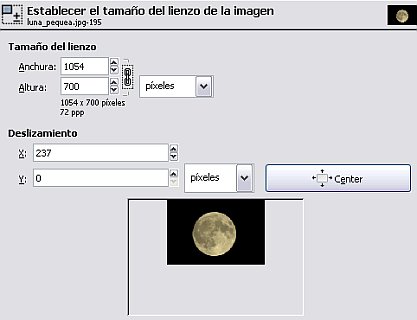 Establecer el tamaño del lienzo de la imagen
luna_pequea.jpg-195
Tamaño del lienzo
Anchura: 1054
Altura: 700 píxeles
1054 x 700 píxeles
72 ppp
Deslizamiento
X: 237
Y: 0 píxeles Center